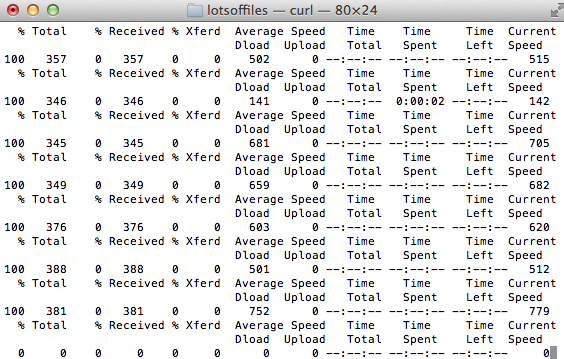 lotsoffiles — curl — 80×24
% Total % Received % Xferd Average Speed Time Time Time Current
Dload Upload Total Spent Left Speed
100 357 0 357 0 0 502 0 --:--:-- --:--:-- --:--:-- 515
% Total % Received % Xferd Average Speed Time Time Time Current
Dload Upload Total Spent Left Speed
100 346 0 346 0 0 141 0 --:--:-- 0:00:02 --:--:-- 142
% Total % Received % Xferd Average Speed Time Time Time Current
Dload Upload Total Spent Left Speed
100 345 0 345 0 0 681 0 --:--:-- --:--:-- --:--:-- 705
% Total % Received % Xferd Average Speed Time Time Time Current
Dload Upload Total Spent Left Speed
100 349 0 349 0 0 659 0 --:--:-- --:--:-- --:--:-- 682
% Total % Received % Xferd Average Speed Time Time Time Current
Dload Upload Total Spent Left Speed
100 376 0 376 0 0 603 0 --:--:-- --:--:-- --:--:-- 620
% Total % Received % Xferd Average Speed Time Time Time Current
Dload Upload Total Spent Left Speed
100 388 0 388 0 0 501 0 --:--:-- --:--:-- --:--:-- 512
% Total % Received % Xferd Average Speed Time Time Time Current
Dload Upload Total Spent Left Speed
100 381 0 381 0 0 752 0 --:--:-- --:--:-- --:--:-- 779
% Total % Received % Xferd Average Speed Time Time Time Current
Dload Upload Total Spent Left Speed
0 0 0 0 0 0 0 0 --:--:-- --:--:-- --:--:-- 0